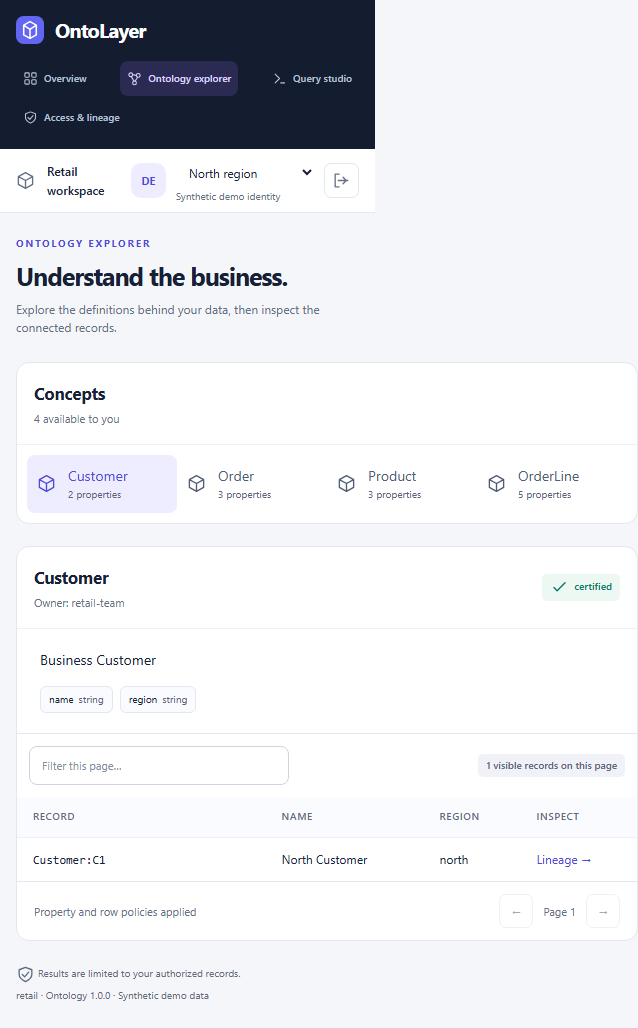 OntoLayer
Overview
Ontology explorer
Query studio
Access & lineage
Retail
workspace
DE
North region
Synthetic demo identity
ONTOLOGY EXPLORER
Understand the business.
Explore the definitions behind your data, then inspect the
connected records.
Concepts
4 available to you
Customer
2 properties
Order
3 properties
Product
3 properties
OrderLine
5 properties
Customer
Owner: retail-team
certified
Business Customer
name string
region string
Filter this page...
1 visible records on this page
RECORD NAME REGION INSPECT
Customer:C1 North Customer north Lineage →
Property and row policies applied
← Page 1 →
Results are limited to your authorized records.
retail · Ontology 1.0.0 · Synthetic demo data